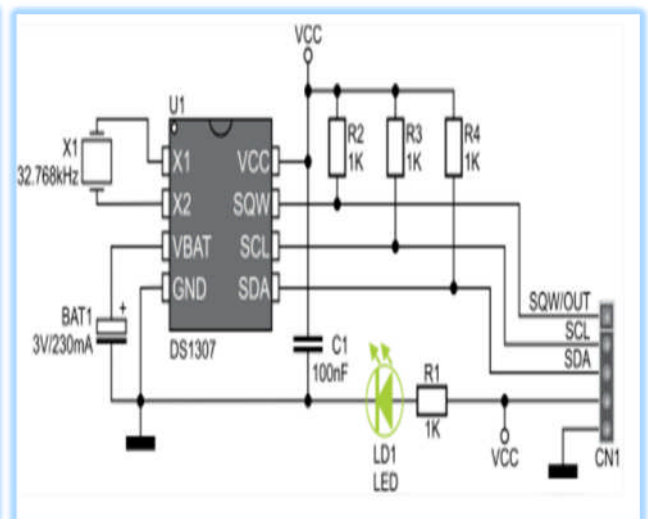 VCC
U1
X1
32.768kHz
X1
VCC
X2
SQW
VBAT
SCL
GND
SDA
DS1307
R2
1K
R3
1K
R4
1K
BAT1
3V/230mA
+
C1
100nF
LD1
LED
R1
1K
VCC
SQW/OUT
SCL
SDA
CN1